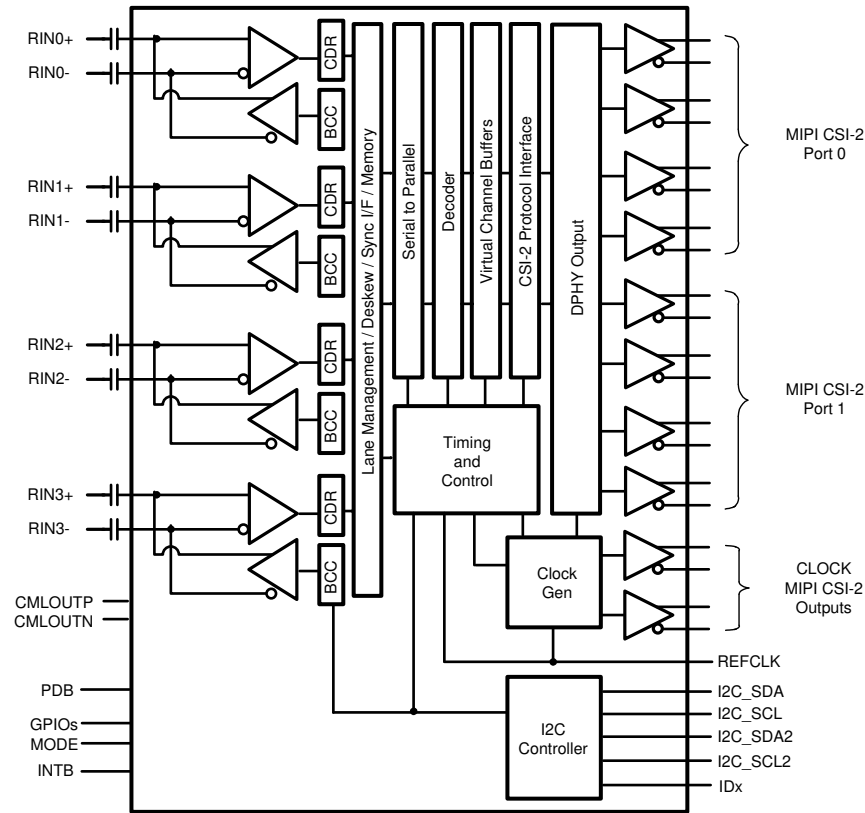 RIN0+
RIN0-
CDR
BCC
RIN1+
RIN1-
CDR
BCC
RIN2+
RIN2-
CDR
BCC
RIN3+
RIN3-
CDR
BCC
CMLOUTP
CMLOUTN
PDB
GPIOs
MODE
INTB
Lane Management / Deskew / Sync I/F / Memory
Serial to Parallel
Decoder
Virtual Channel Buffers
CSI-2 Protocol Interface
DPHY Output
Timing
and
Control
Clock
Gen
I2C
Controller
MIPI CSI-2
Port 0
MIPI CSI-2
Port 1
CLOCK
MIPI CSI-2
Outputs
REFCLK
I2C_SDA
I2C_SCL
I2C_SDA2
I2C_SCL2
IDx